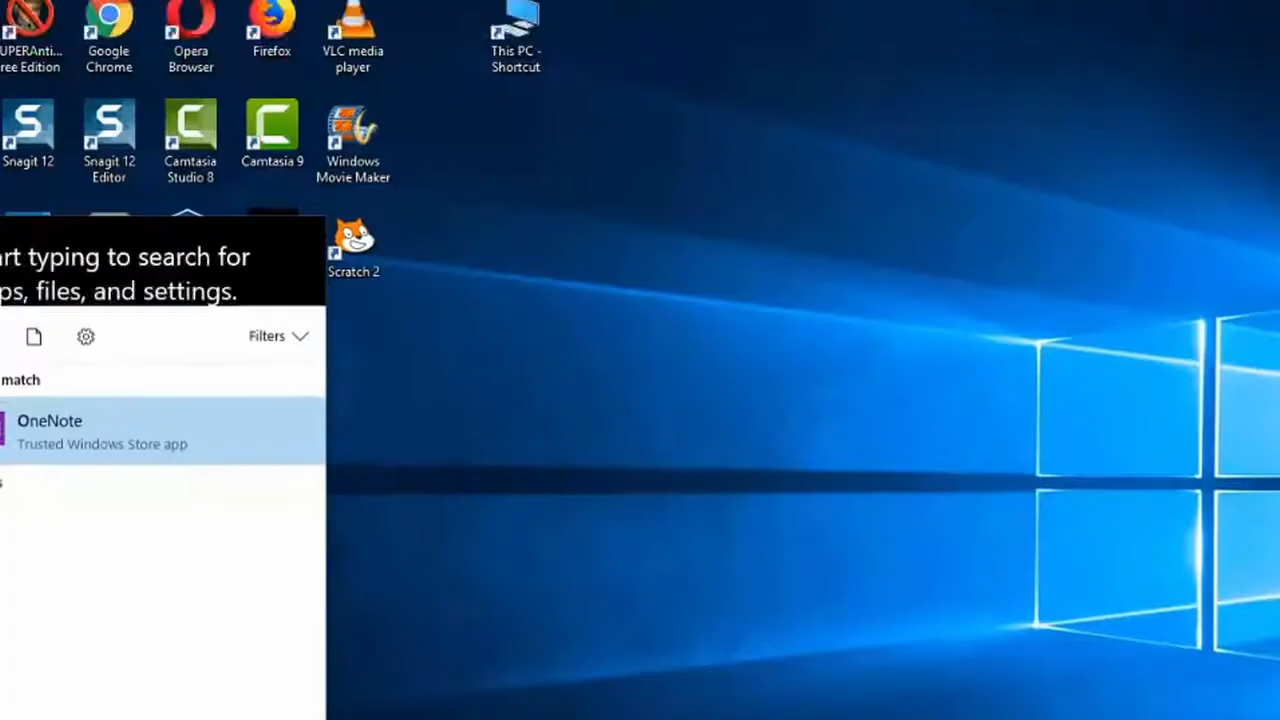 UPERAnti...
ree Edition
Google
Chrome
Opera
Browser
Firefox
VLC media
player
This PC -
Shortcut
Snagit 12
Snagit 12
Editor
Camtasia
Studio 8
Camtasia 9
Windows
Movie Maker
Scratch 2
rt typing to search for
ps, files, and settings.
Filters
match
OneNote
Trusted Windows Store app
s